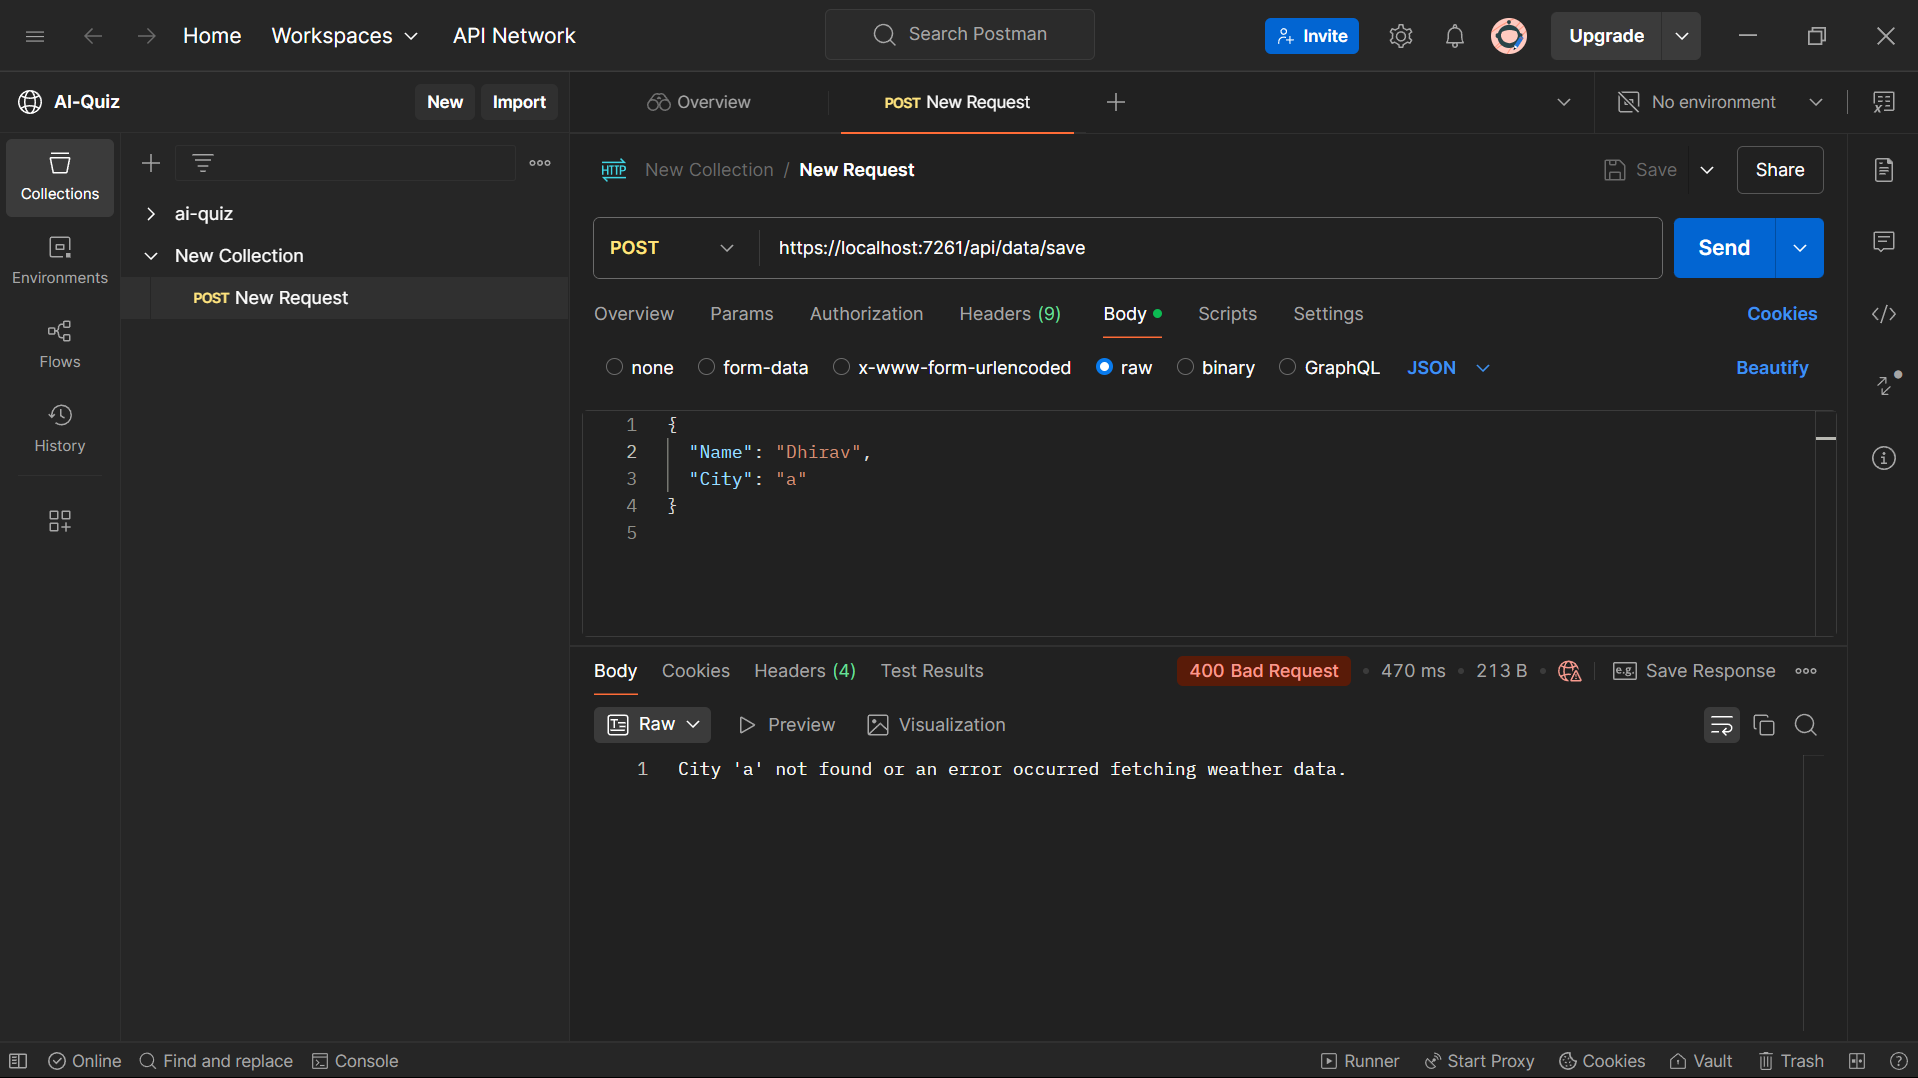 Home Workspaces API Network Search Postman Invite Upgrade
AI-Quiz New Import Overview POST New Request No environment
Collections
Environments
Flows
History
ai-quiz
New Collection
POST New Request
HTTP New Collection / New Request Save Share
POST https://localhost:7261/api/data/save Send
Overview Params Authorization Headers (9) Body Scripts Settings Cookies
none form-data x-www-form-urlencoded raw binary GraphQL JSON Beautify
1 {
2 "Name": "Dhirav",
3 "City": "a"
4 }
5
Body Cookies Headers (4) Test Results 400 Bad Request • 470 ms • 213 B • e.g. Save Response
Raw Preview Visualization
1 City 'a' not found or an error occurred fetching weather data.
Online Find and replace Console Runner Start Proxy Cookies Vault Trash